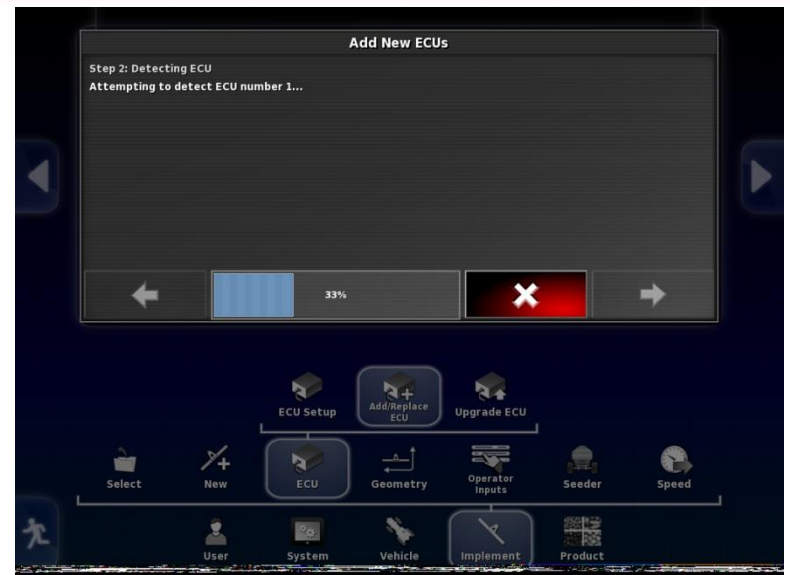 Add New ECUs
Step 2: Detecting ECU
Attempting to detect ECU number 1...
33%
ECU Setup
Add/Replace
ECU
Upgrade ECU
Select
New
ECU
Geometry
Operator
Inputs
Seeder
Speed
User
System
Vehicle
Implement
Product